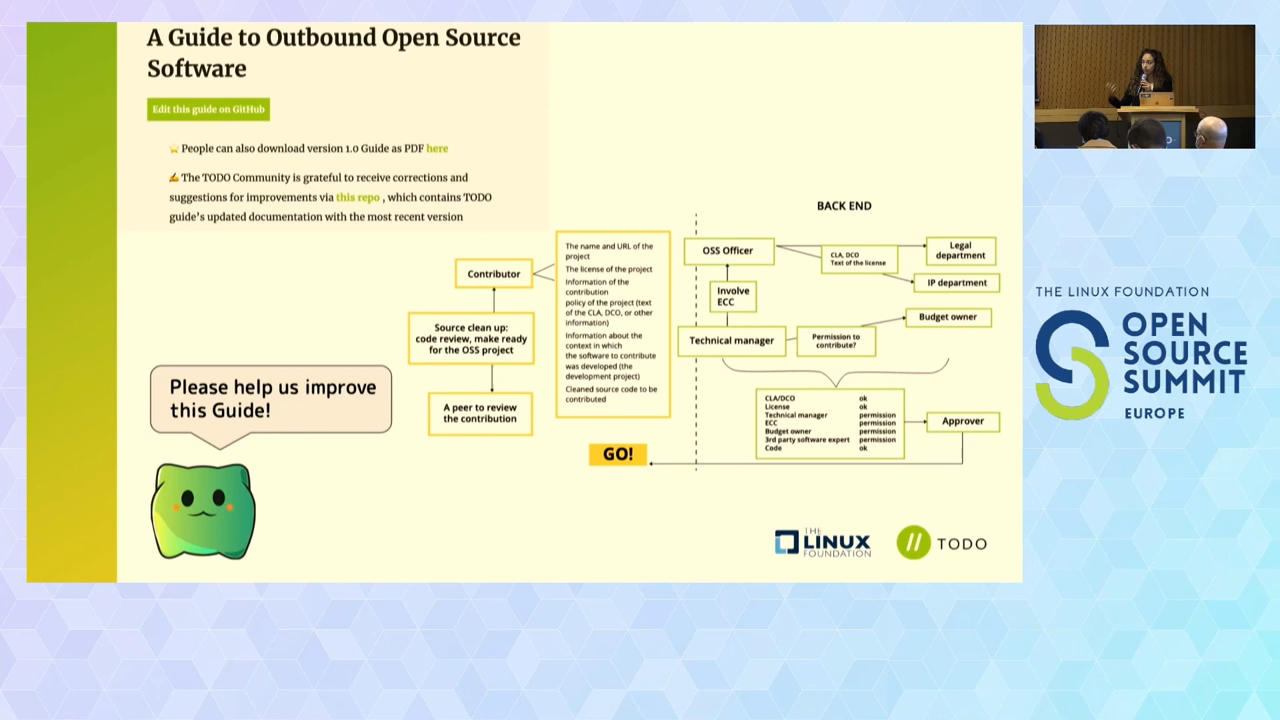 A Guide to Outbound Open Source
Software
Edit this guide on GitHub
People can also download version 1.0 Guide as PDF here
The TODO Community is grateful to receive corrections and
suggestions for improvements via this repo , which contains TODO
guide's updated documentation with the most recent version
Please help us improve
this Guide!
Contributor
Source clean up:
code review, make ready
for the OSS project
A peer to review
the contribution
The name and URL of the
project
The license of the project
Information of the
contribution
policy of the project (text
of the CLA, DCO, or other
information)
Information about the
context in which
the software to contribute
was developed (the
development project)
Cleaned source code to be
contributed
GO!
BACK END
OSS Officer
CLA, DCO
Text of the license
Legal
department
IP department
Involve
ECC
Budget owner
Technical manager
Permission to
contribute?
CLA/DCO ok
License ok
Technical manager permission
ECC permission
Budget owner permission
3rd party software expert permission
Code ok
Approver
THE
LINUX
FOUNDATION
TODO
THE LINUX FOUNDATION
OPEN
SOURCE
SUMMIT
EUROPE